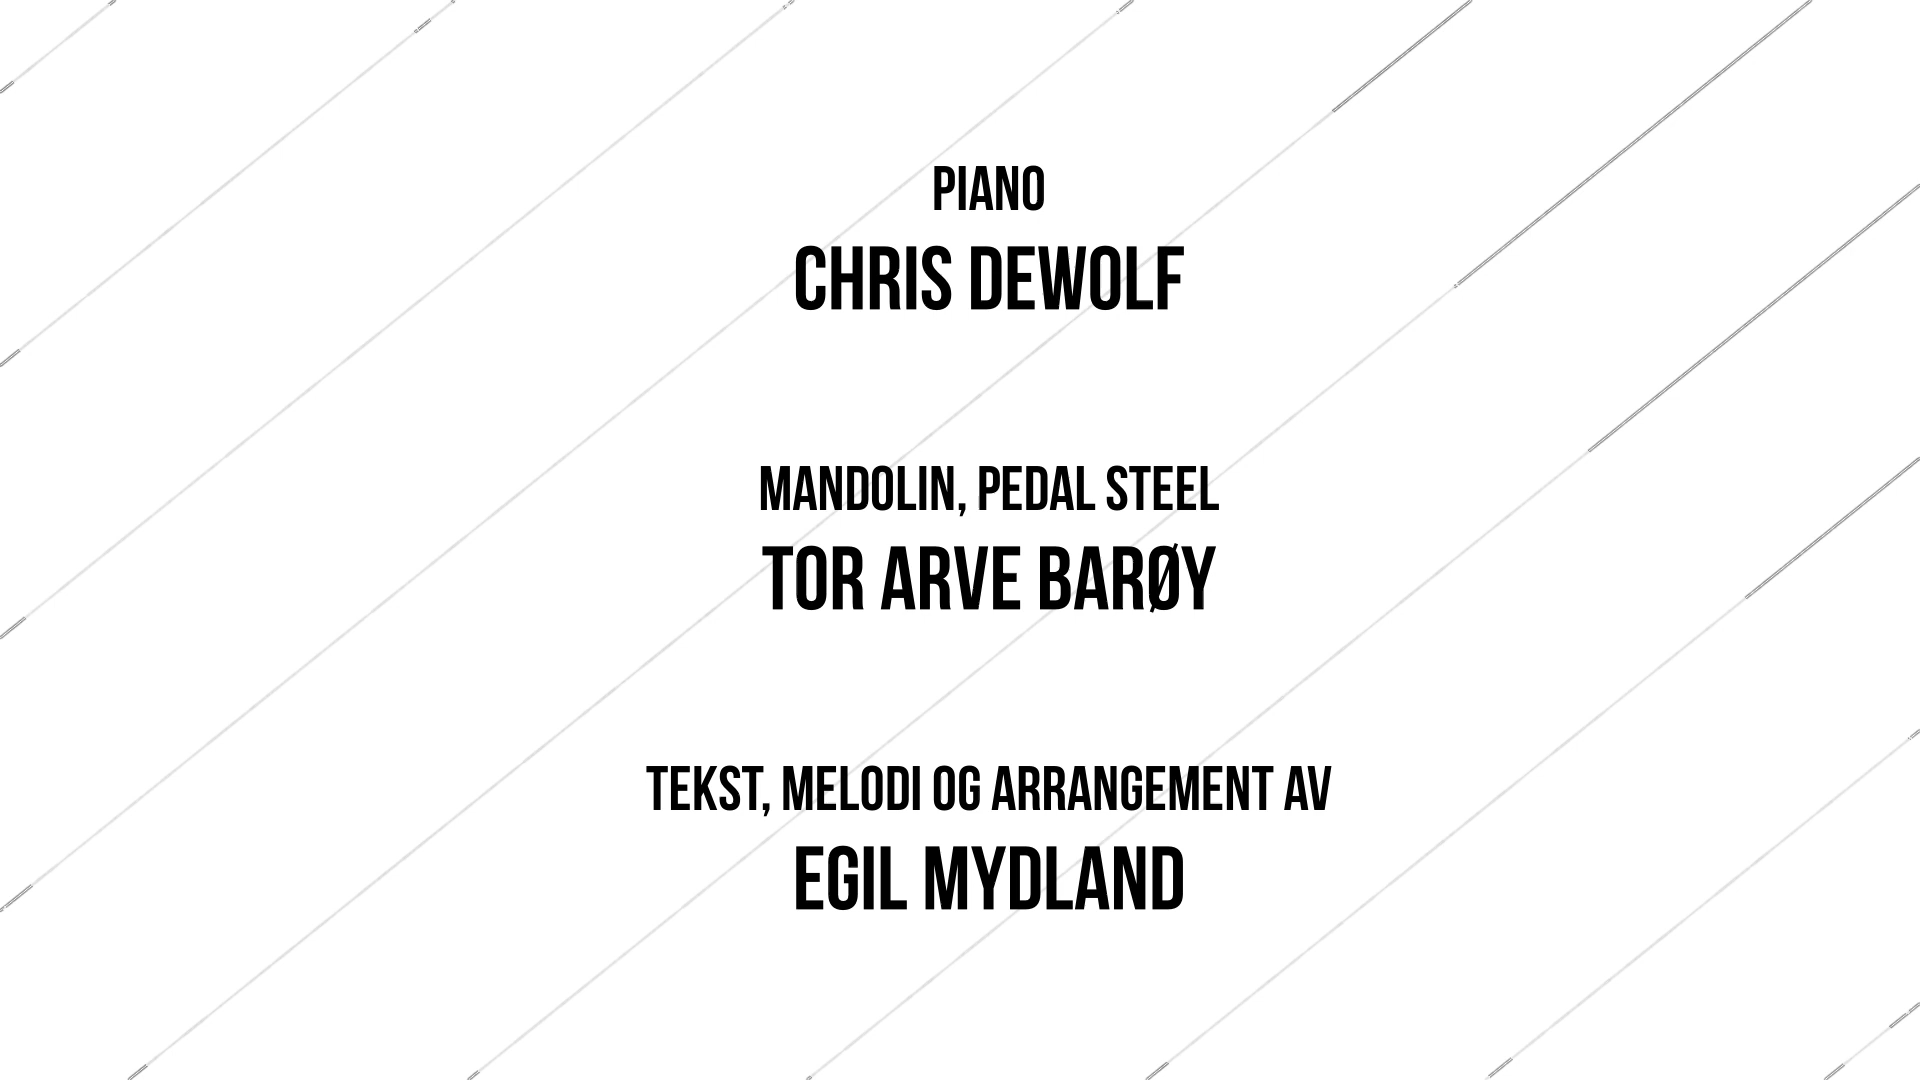 PIANO
CHRIS DEWOLF
MANDOLIN, PEDAL STEEL
TOR ARVE BARØY
TEKST, MELODI OG ARRANGEMENT AV
EGIL MYDLAND